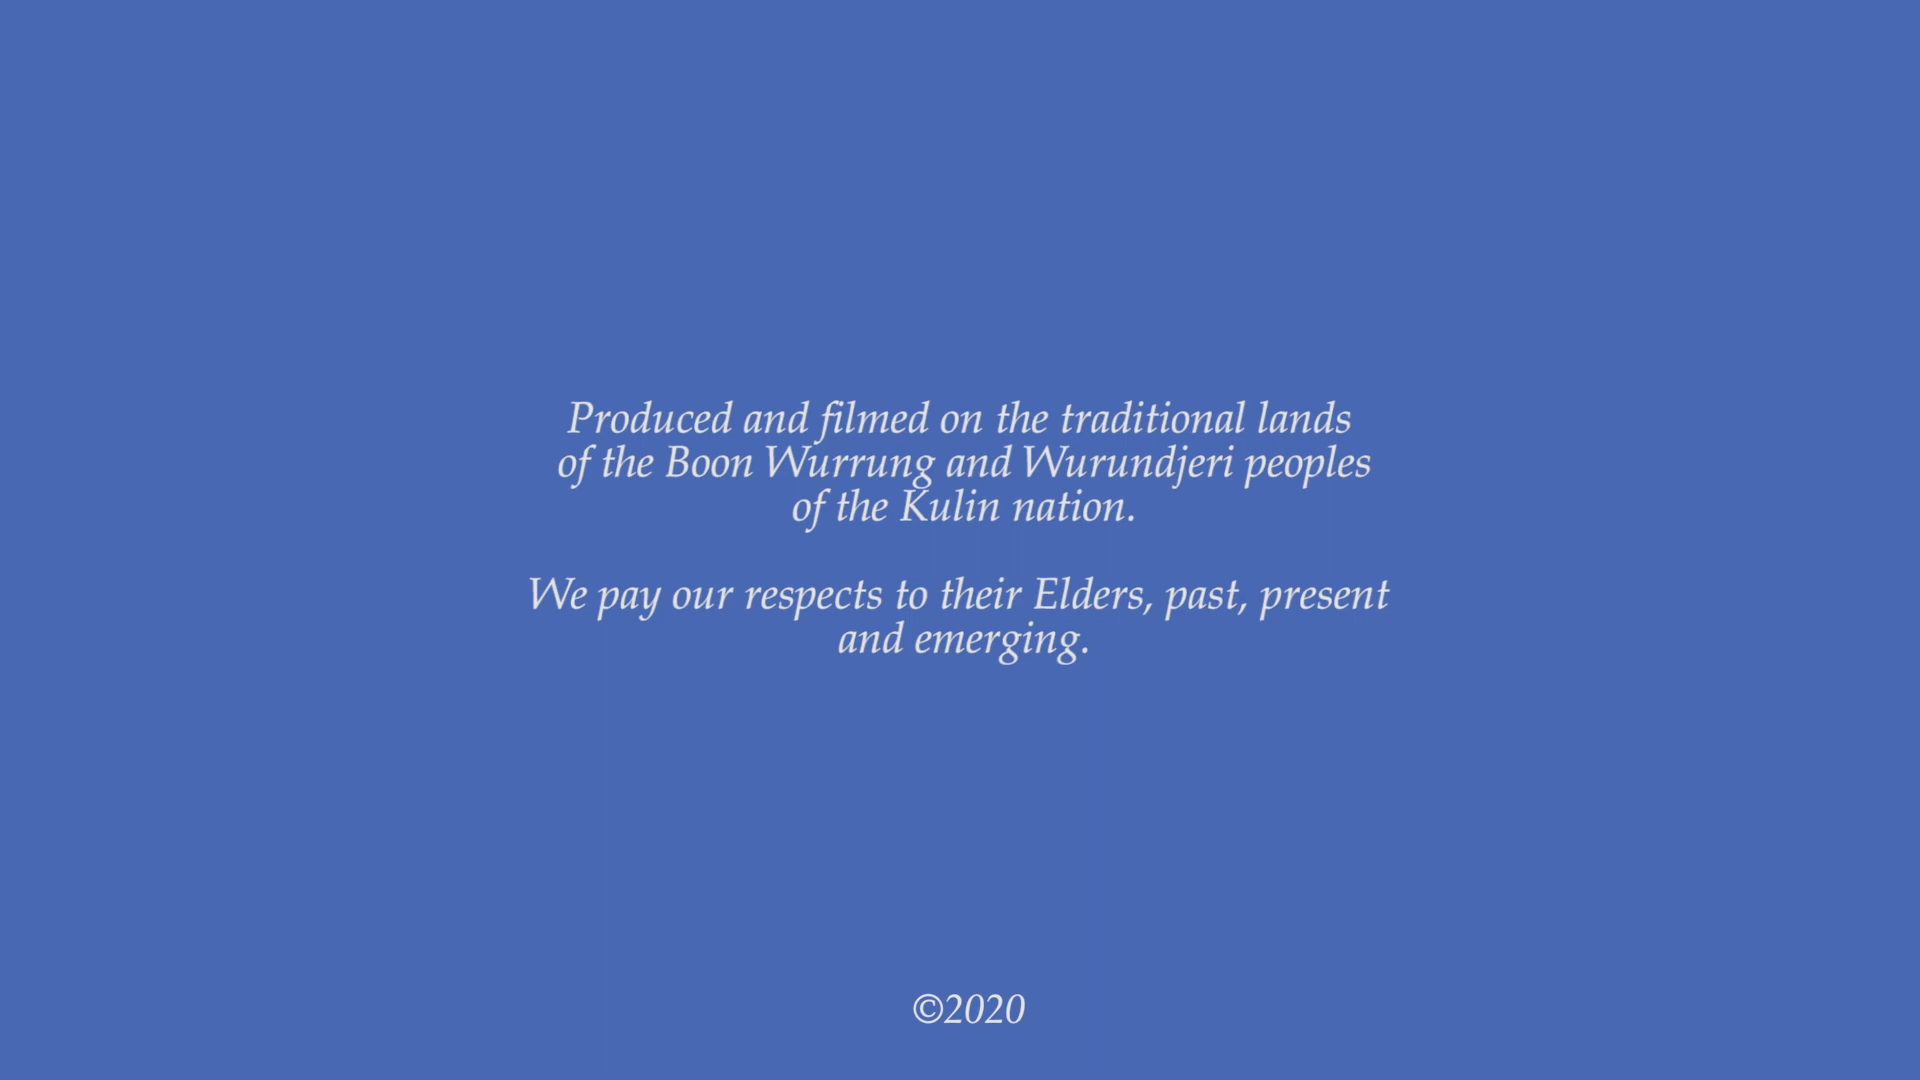 Produced and filmed on the traditional lands
of the Boon Wurrung and Wurundjeri peoples
of the Kulin nation.
We pay our respects to their Elders, past, present
and emerging.
©2020